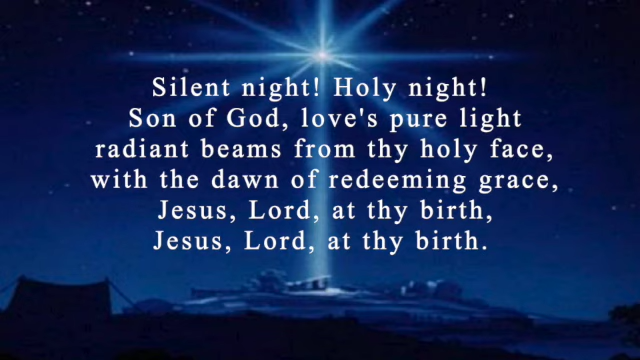 Silent night! Holy night!
Son of God, love's pure light
radiant beams from thy holy face,
with the dawn of redeeming grace,
Jesus, Lord, at thy birth,
Jesus, Lord, at thy birth.